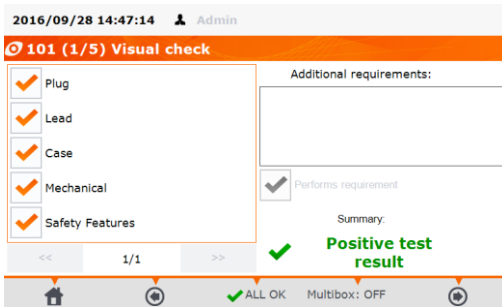 2016/09/28 14:47:14 Admin
101 (1/5) Visual check
Plug
Lead
Case
Mechanical
Safety Features
<< 1/1 >>
Additional requirements:
Performs requirement
Summary:
Positive test
result
ALL OK Multibox: OFF